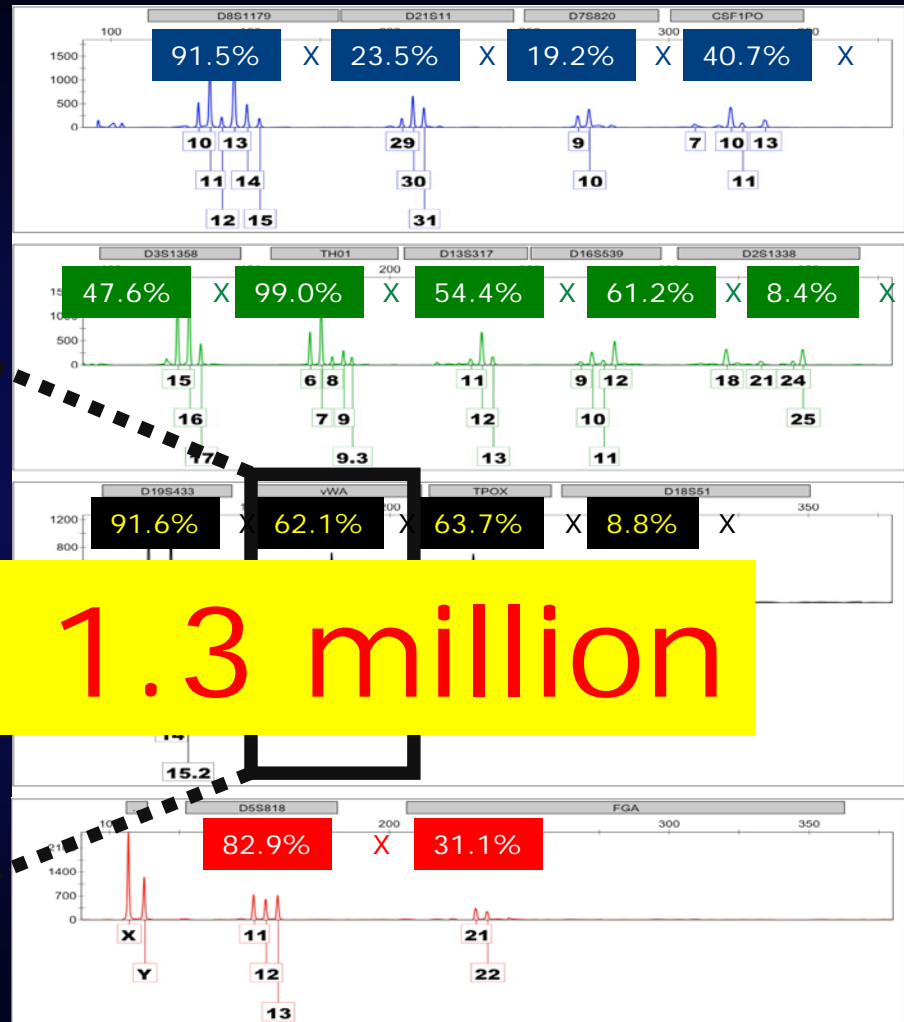 D8S1179 D21S11 D7S820 CSF1PO
100 300
91.5% X 23.5% X 19.2% X 40.7% X
1500
1000
500
0
10 13 29 9 7 10 13
11 14 30 10 11
12 15 31
D3S1358 TH01 D13S317 D16S539 D2S1338
200
47.6% X 99.0% X 54.4% X 61.2% X 8.4% X
500
0
15 6 8 11 9 12 18 21 24
16 7 9 12 10 25
17 9.3 13 11
D19S433 vWA TPOX D18S51
200 350
1200
91.6% X 62.1% X 63.7% X 8.8% X
800
1.3 million
14
15.2
D5S818 FGA
200 300 350
82.9% X 31.1%
1400
700
0
X 11 21
Y 12 22
13